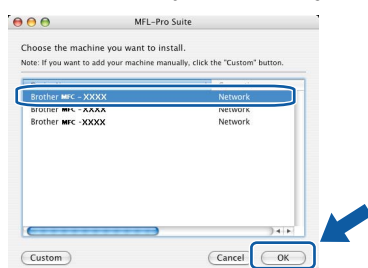 MFL-Pro Suite
Choose the machine you want to install.
Note: If you want to add your machine manually, click the "Custom" button.
Brother MFC - XXXX Network
Brother MFC - XXXX Network
Brother MFC -XXXX Network
Custom Cancel OK